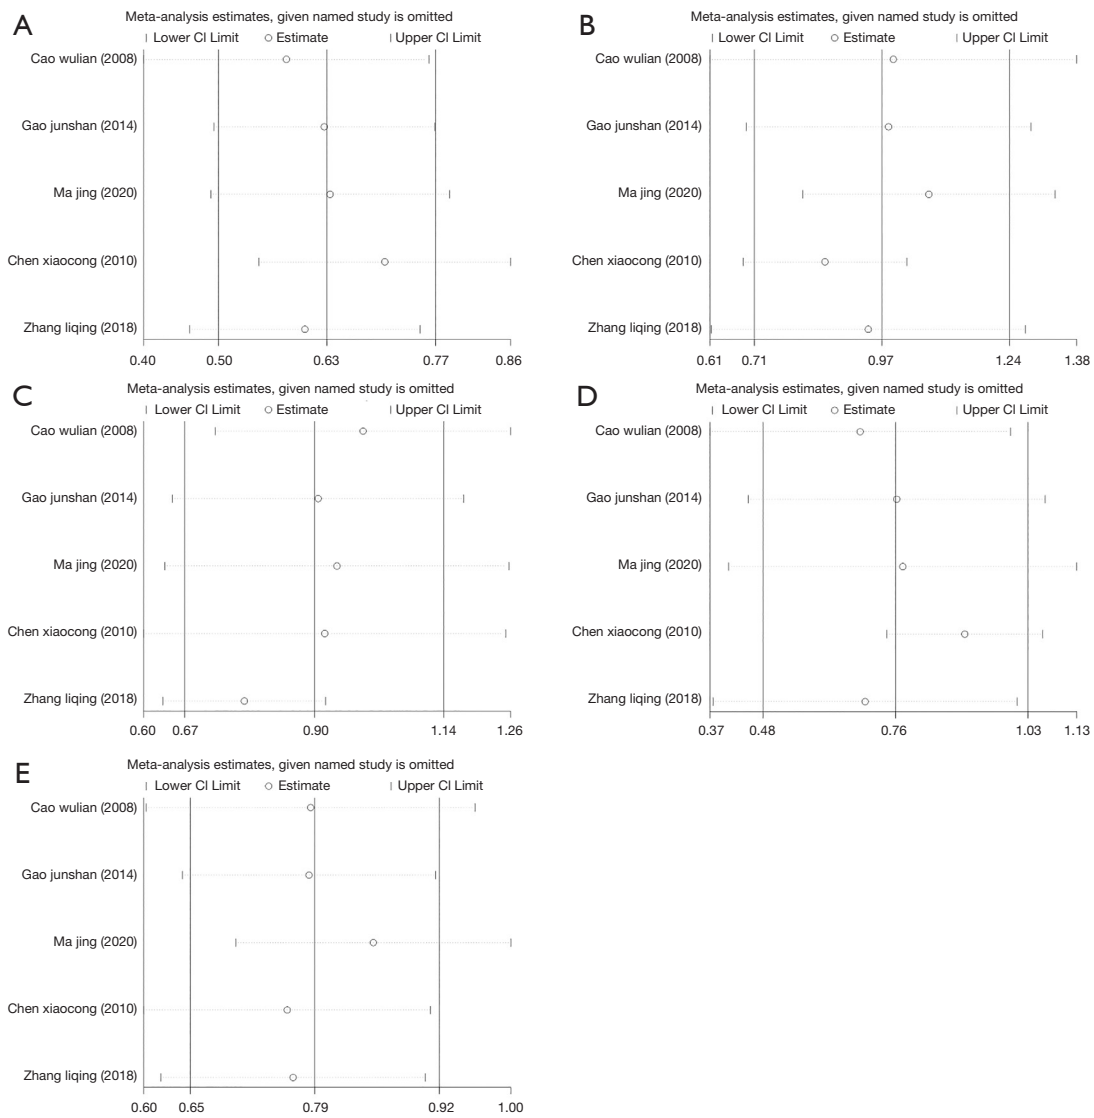 A
Meta-analysis estimates, given named study is omitted
| Lower CI Limit ○ Estimate | Upper CI Limit
Cao wulian (2008)
Gao junshan (2014)
Ma jing (2020)
Chen xiaocong (2010)
Zhang liqing (2018)
0.40 0.50 0.63 0.77 0.86
B
Meta-analysis estimates, given named study is omitted
| Lower CI Limit ○ Estimate | Upper CI Limit
Cao wulian (2008)
Gao junshan (2014)
Ma jing (2020)
Chen xiaocong (2010)
Zhang liqing (2018)
0.61 0.71 0.97 1.24 1.38
C
Meta-analysis estimates, given named study is omitted
| Lower CI Limit ○ Estimate | Upper CI Limit
Cao wulian (2008)
Gao junshan (2014)
Ma jing (2020)
Chen xiaocong (2010)
Zhang liqing (2018)
0.60 0.67 0.90 1.14 1.26
D
Meta-analysis estimates, given named study is omitted
| Lower CI Limit ○ Estimate | Upper CI Limit
Cao wulian (2008)
Gao junshan (2014)
Ma jing (2020)
Chen xiaocong (2010)
Zhang liqing (2018)
0.37 0.48 0.76 1.03 1.13
E
Meta-analysis estimates, given named study is omitted
| Lower CI Limit ○ Estimate | Upper CI Limit
Cao wulian (2008)
Gao junshan (2014)
Ma jing (2020)
Chen xiaocong (2010)
Zhang liqing (2018)
0.60 0.65 0.79 0.92 1.00